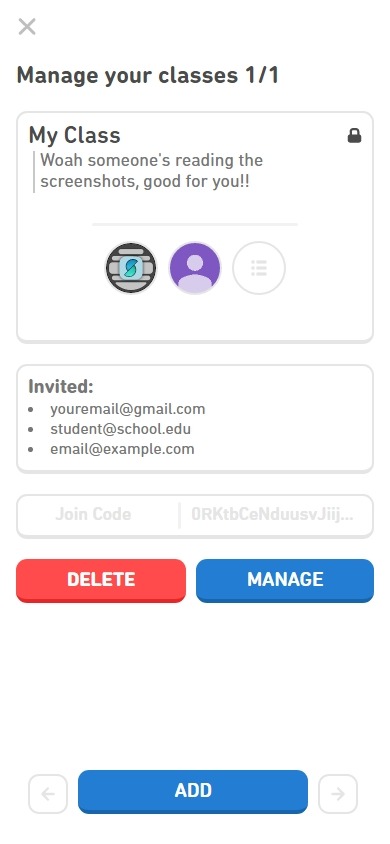 Manage your classes 1/1
My Class
Woah someone's reading the
screenshots, good for you!!
Invited:
youremail@gmail.com
student@school.edu
email@example.com
Join Code
0RKtbCeNduusvJiij...
DELETE
MANAGE
ADD